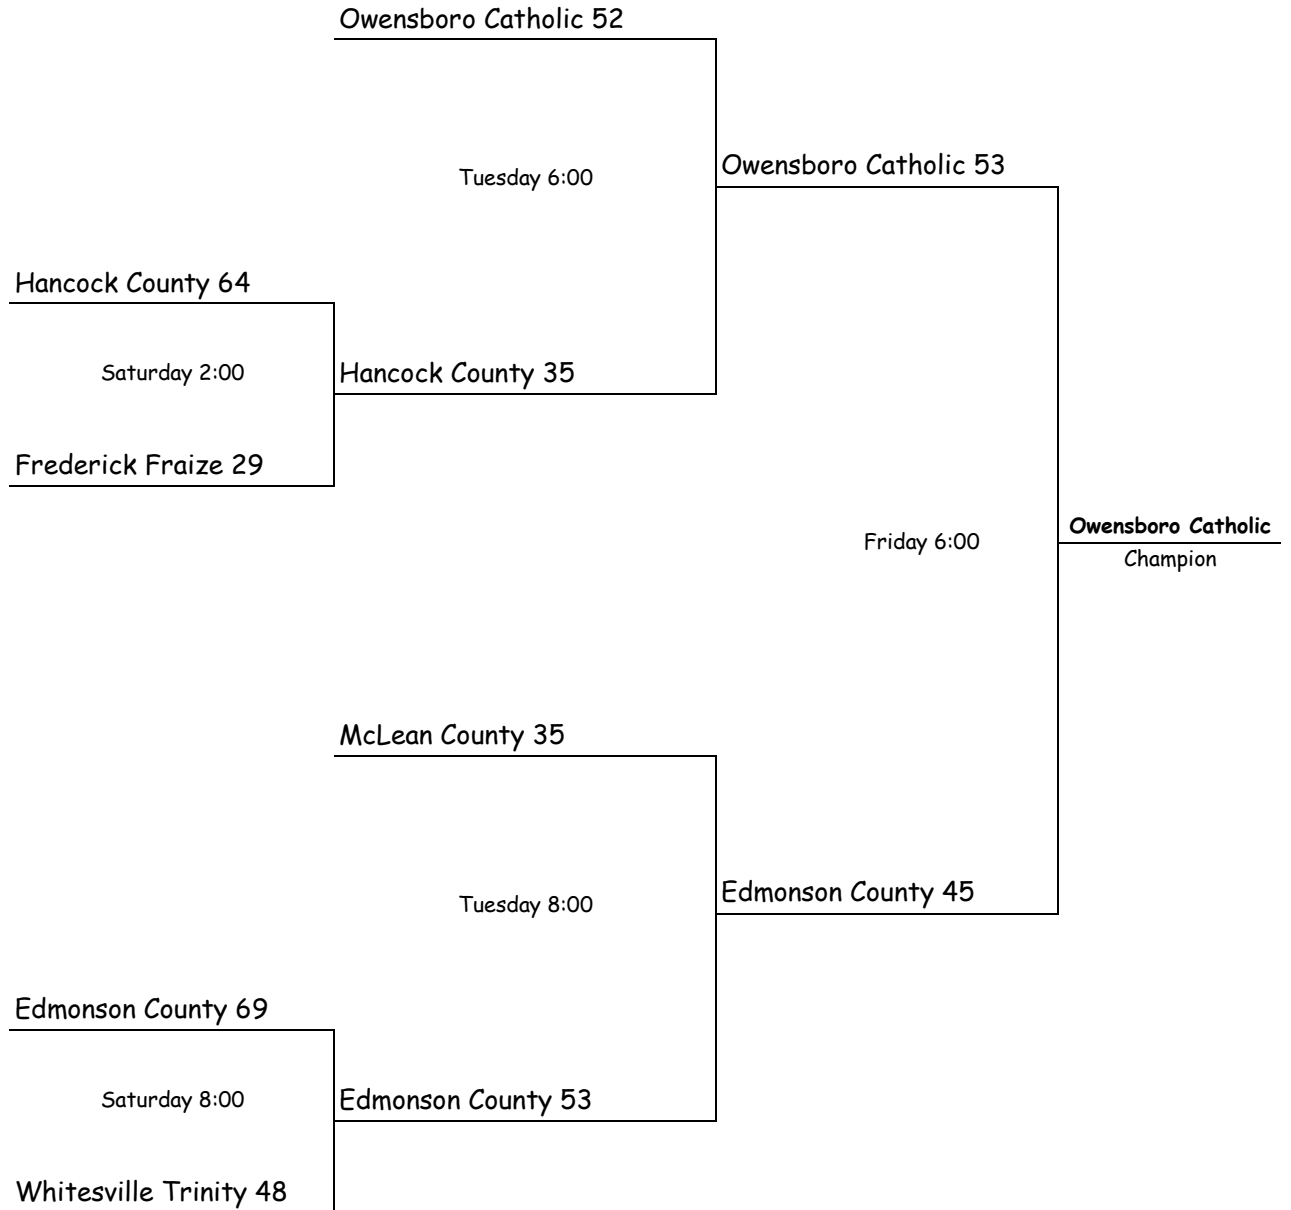 Owensboro Catholic 52
Tuesday 6:00
Owensboro Catholic 53
Hancock County 64
Saturday 2:00
Hancock County 35
Frederick Fraize 29
Owensboro Catholic
Friday 6:00
Champion
McLean County 35
Tuesday 8:00
Edmonson County 45
Edmonson County 69
Saturday 8:00
Edmonson County 53
Whitesville Trinity 48